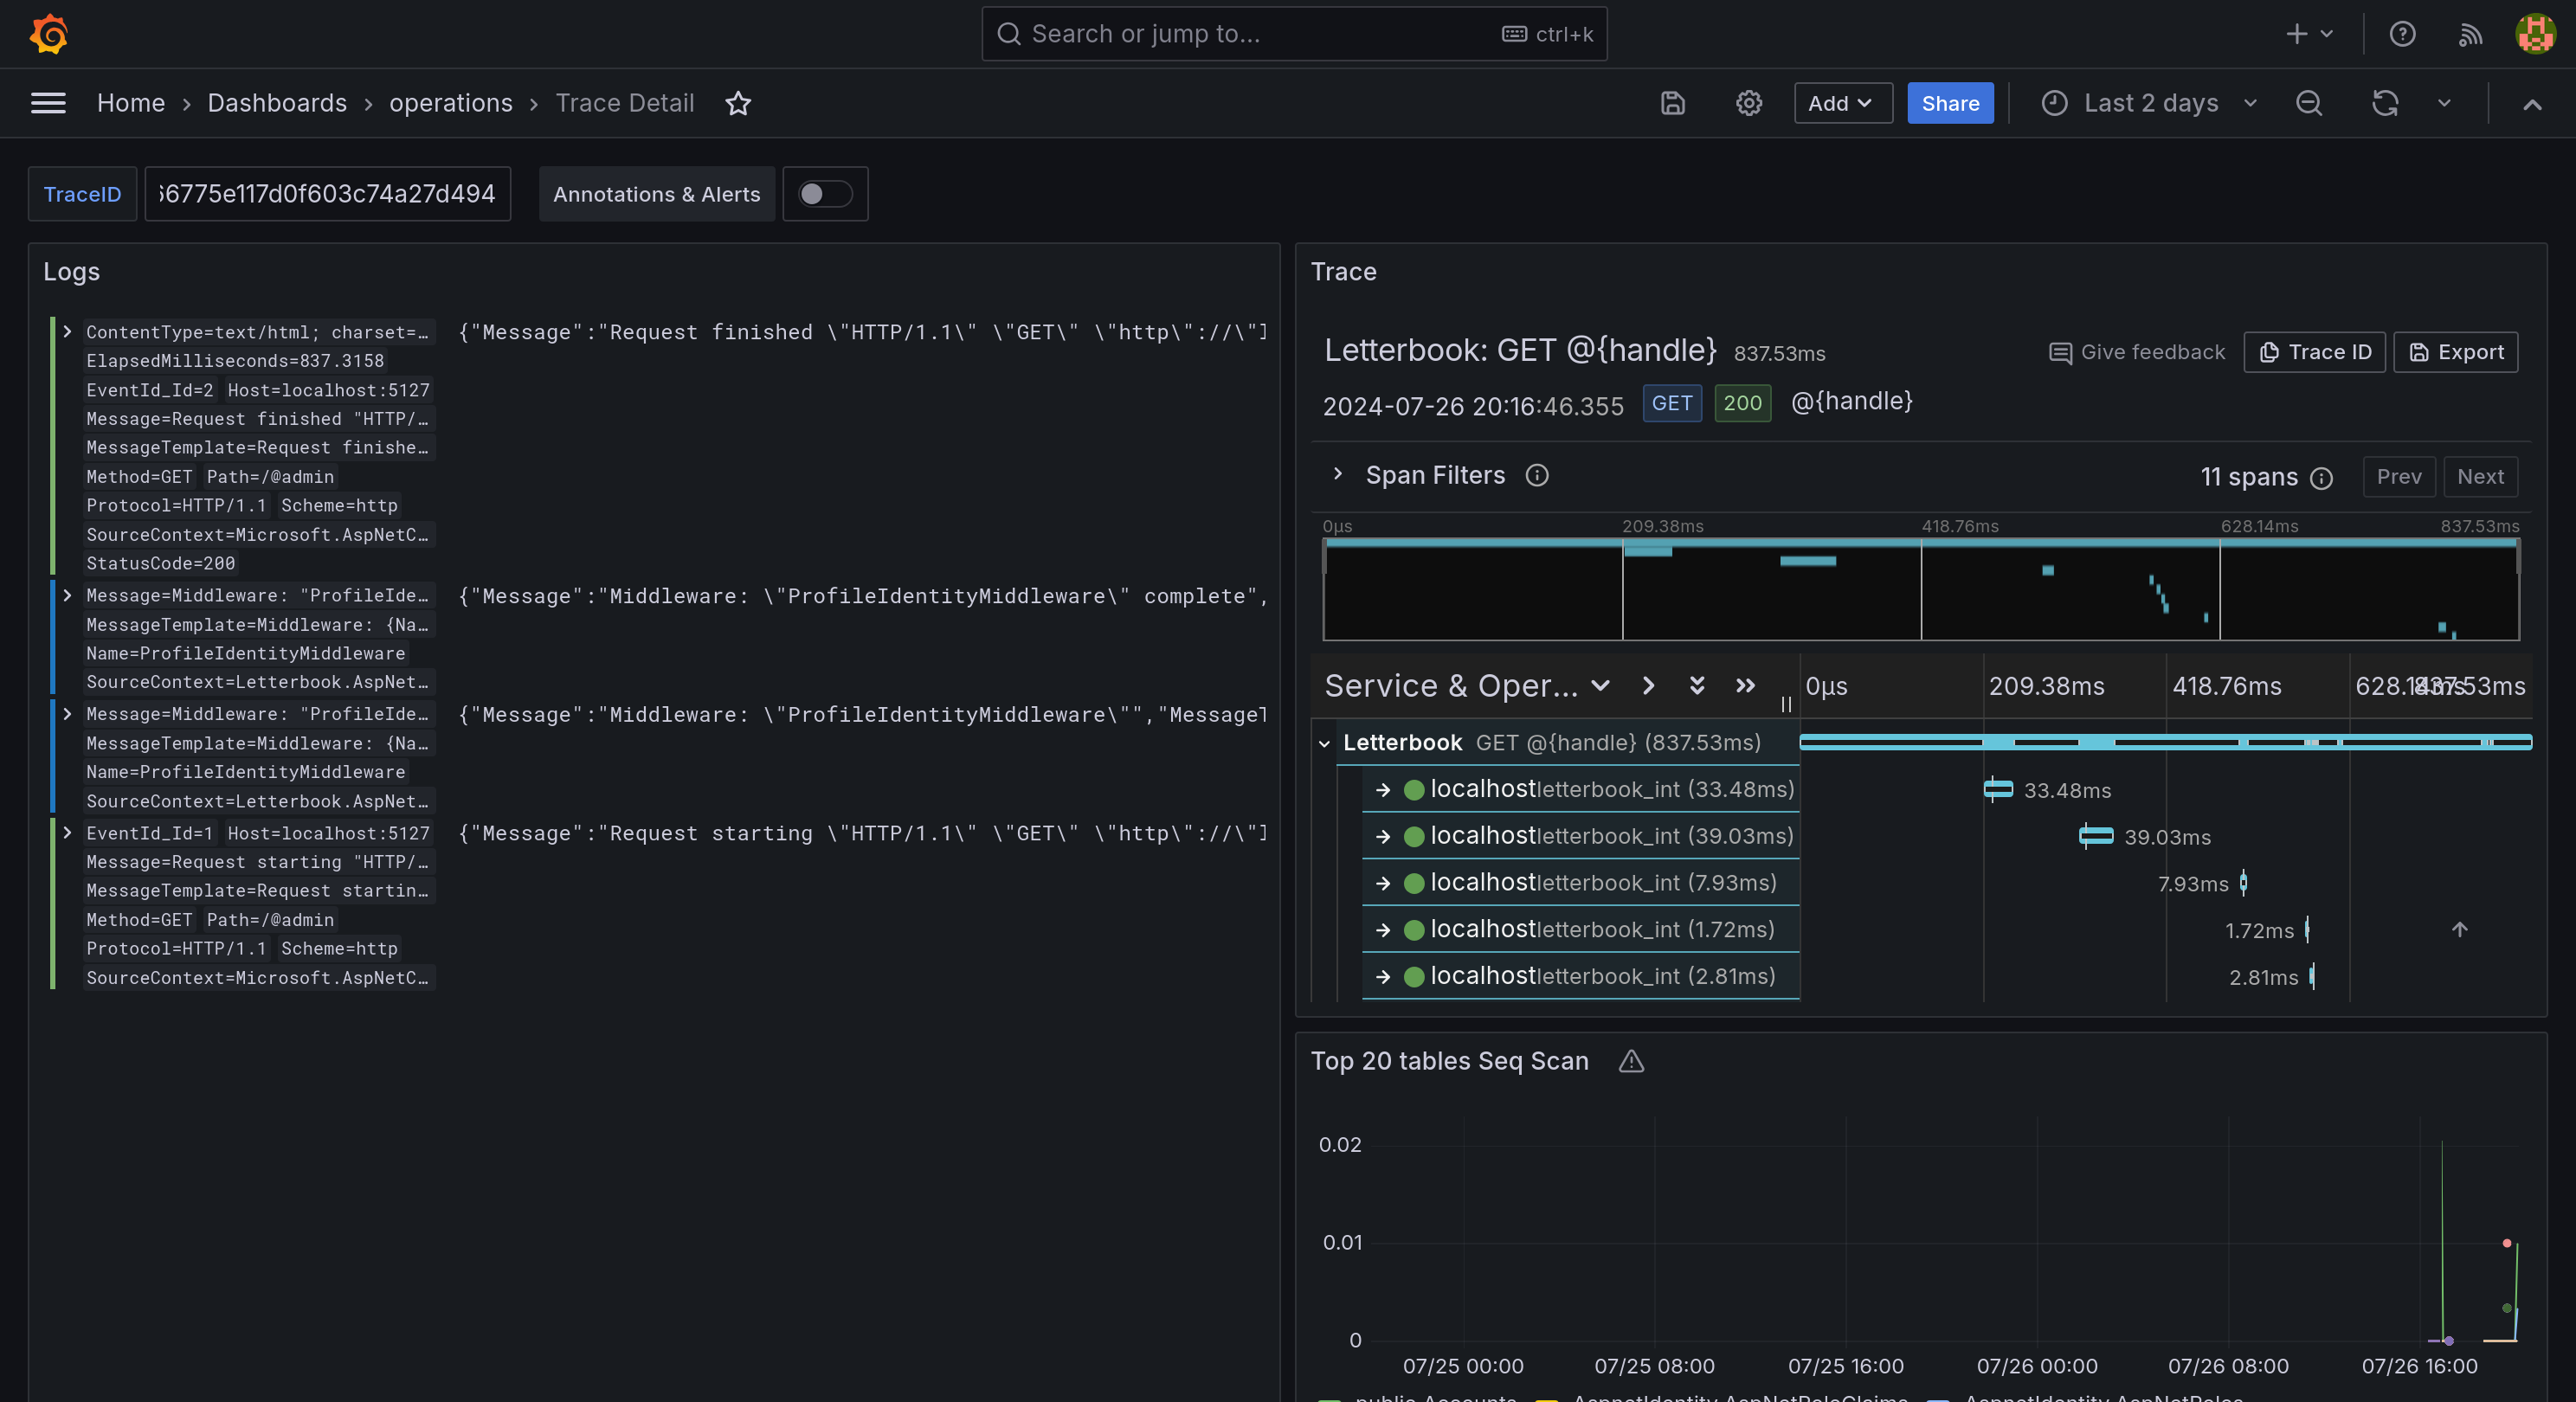 Search or jump to...
ctrl+k
Home › Dashboards › operations › Trace Detail
Add
Share
Last 2 days
TraceID
6775e117d0f603c74a27d494
Annotations & Alerts
Logs
ContentType=text/html; charset=…
{"Message":"Request finished \"HTTP/1.1\" \"GET\" \"http\"://\"
ElapsedMilliseconds=837.3158
EventId_Id=2 Host=localhost:5127
Message=Request finished "HTTP/…
MessageTemplate=Request finishe…
Method=GET Path=/@admin
Protocol=HTTP/1.1 Scheme=http
SourceContext=Microsoft.AspNetC…
StatusCode=200
Message=Middleware: "ProfileIde…
{"Message":"Middleware: \"ProfileIdentityMiddleware\" complete",
MessageTemplate=Middleware: {Na…
Name=ProfileIdentityMiddleware
SourceContext=Letterbook.AspNet…
Message=Middleware: "ProfileIde…
{"Message":"Middleware: \"ProfileIdentityMiddleware\"","Message
MessageTemplate=Middleware: {Na…
Name=ProfileIdentityMiddleware
SourceContext=Letterbook.AspNet…
EventId_Id=1 Host=localhost:5127
{"Message":"Request starting \"HTTP/1.1\" \"GET\" \"http\"://\"
Message=Request starting "HTTP/…
MessageTemplate=Request startin…
Method=GET Path=/@admin
Protocol=HTTP/1.1 Scheme=http
SourceContext=Microsoft.AspNetC…
Trace
Letterbook: GET @{handle} 837.53ms
Give feedback
Trace ID
Export
2024-07-26 20:16:46.355 GET 200 @{handle}
Span Filters
11 spans
Prev
Next
0μs 209.38ms 418.76ms 628.14ms 837.53ms
Service & Oper...
0μs 209.38ms 418.76ms 628.14ms 837.53ms
Letterbook GET @{handle} (837.53ms)
localhost letterbook_int (33.48ms) 33.48ms
localhost letterbook_int (39.03ms) 39.03ms
localhost letterbook_int (7.93ms) 7.93ms
localhost letterbook_int (1.72ms) 1.72ms
localhost letterbook_int (2.81ms) 2.81ms
Top 20 tables Seq Scan
0.02
0.01
0
07/25 00:00 07/25 08:00 07/25 16:00 07/26 00:00 07/26 08:00 07/26 16:00
public.Accounts AspnetIdentity.AspNetRoleClaims AspnetIdentity.AspNetRoles